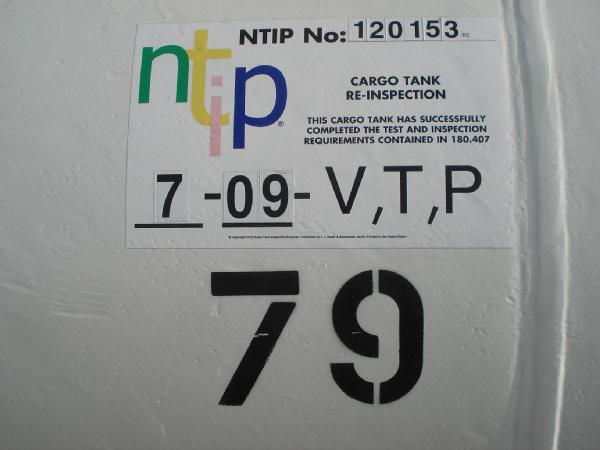 NTIP No: 120153
ntip®
CARGO TANK
RE-INSPECTION
THIS CARGO TANK HAS SUCCESSFULLY
COMPLETED THE TEST AND INSPECTION
REQUIREMENTS CONTAINED IN 180.407
7-09-V,T,P
79